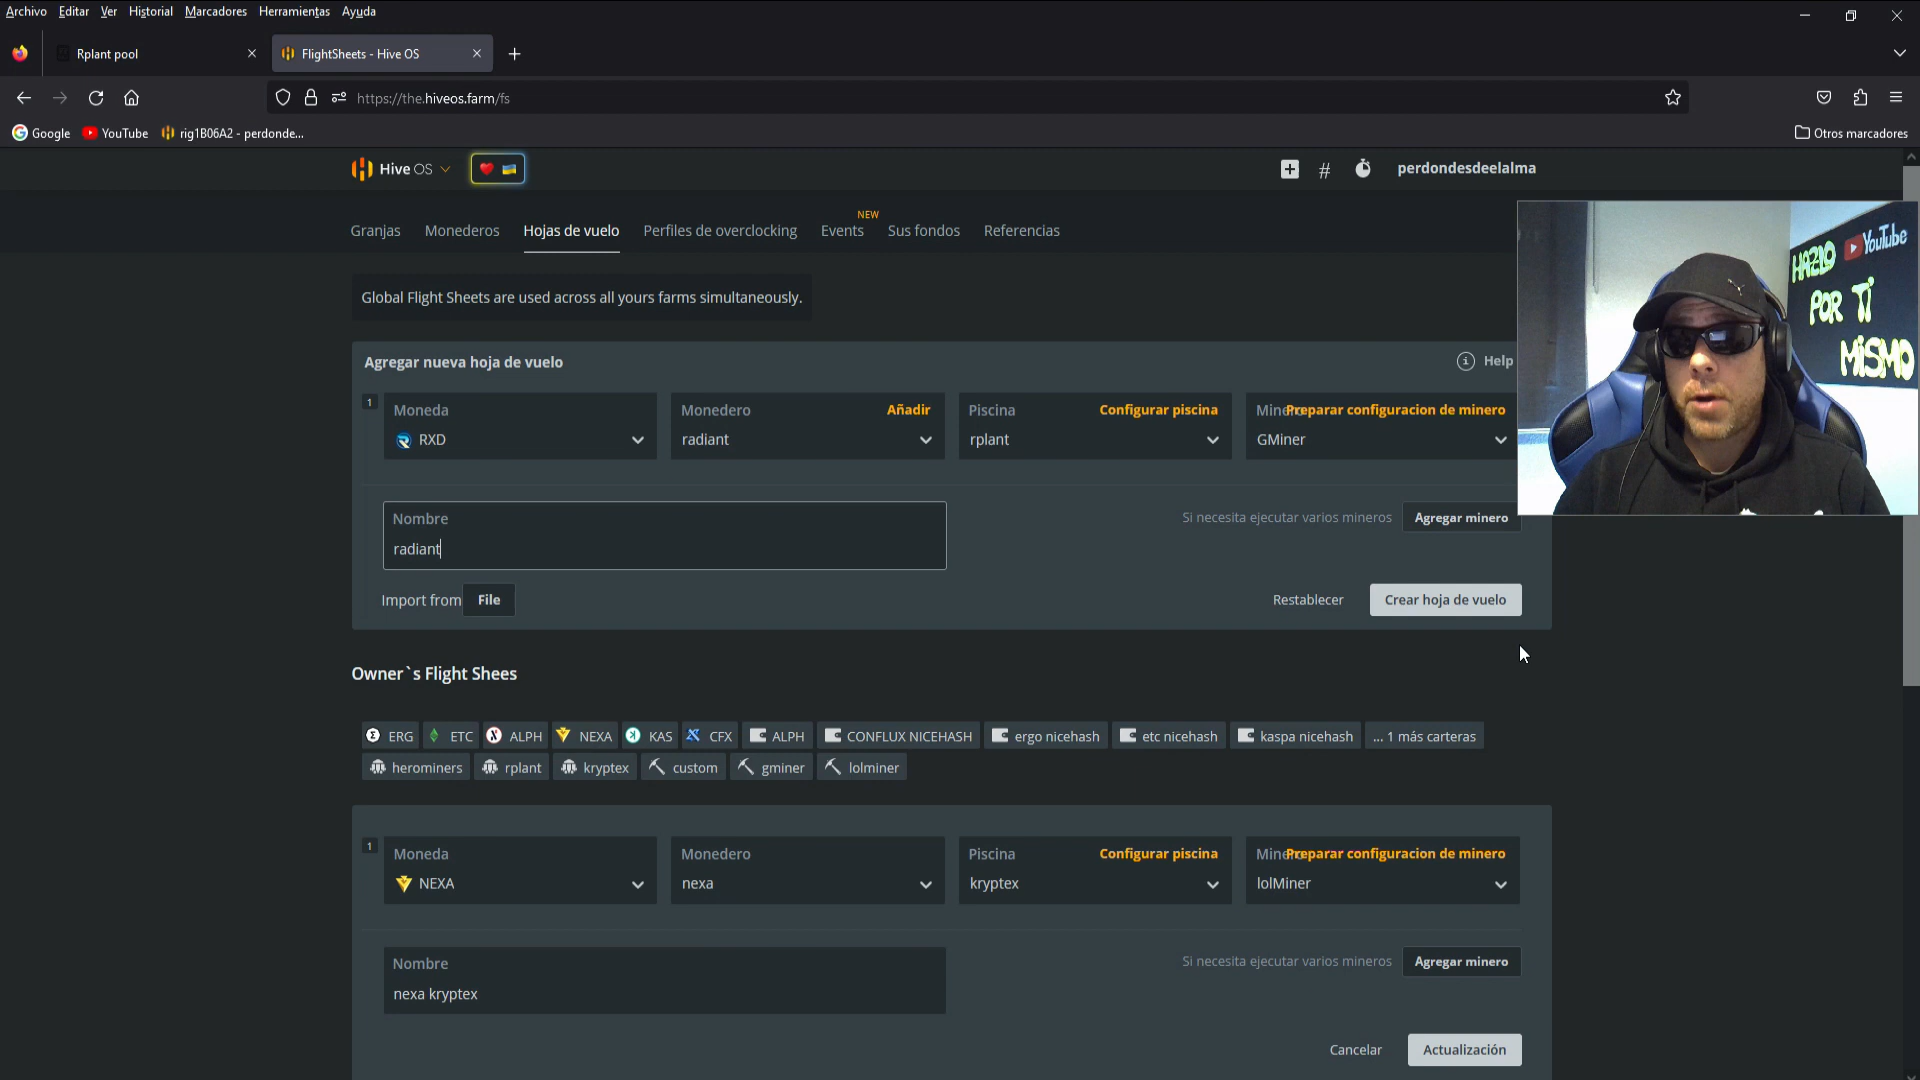 Archivo Editar Ver Historial Marcadores Herramientas Ayuda
Rplant pool
FlightSheets - Hive OS
https://the.hiveos.farm/fs
Google YouTube rig1B06A2 - perdonde... Otros marcadores
Hive OS
# perdondesdeelalma
NEW
Granjas Monederos Hojas de vuelo Perfiles de overclocking Events Sus fondos Referencias
Global Flight Sheets are used across all yours farms simultaneously.
Agregar nueva hoja de vuelo
Help
1
Moneda Monedero Añadir Piscina Configurar piscina Minero Preparar configuracion de minero
RXD radiant rplant GMiner
Nombre
radiant
Si necesita ejecutar varios mineros Agregar minero
Import from File
Restablecer Crear hoja de vuelo
Owner`s Flight Shees
ERG ETC ALPH NEXA KAS CFX ALPH CONFLUX NICEHASH ergo nicehash etc nicehash kaspa nicehash ... 1 más carteras
herominers rplant kryptex custom gminer lolminer
1
Moneda Monedero Piscina Configurar piscina Minero Preparar configuracion de minero
NEXA nexa kryptex lolMiner
Nombre
nexa kryptex
Si necesita ejecutar varios mineros Agregar minero
Cancelar Actualización
YouTube
HAZLO
POR Ti
MiSMO